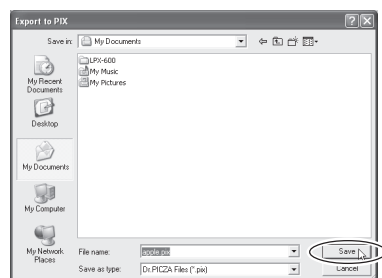 Export to PIX
Save in: My Documents
LPX-600
My Music
My Pictures
My Recent
Documents
Desktop
My Documents
My Computer
My Network
Places
File name: apple.pix Save
Save as type: Dr.PICZA Files (*.pix) Cancel